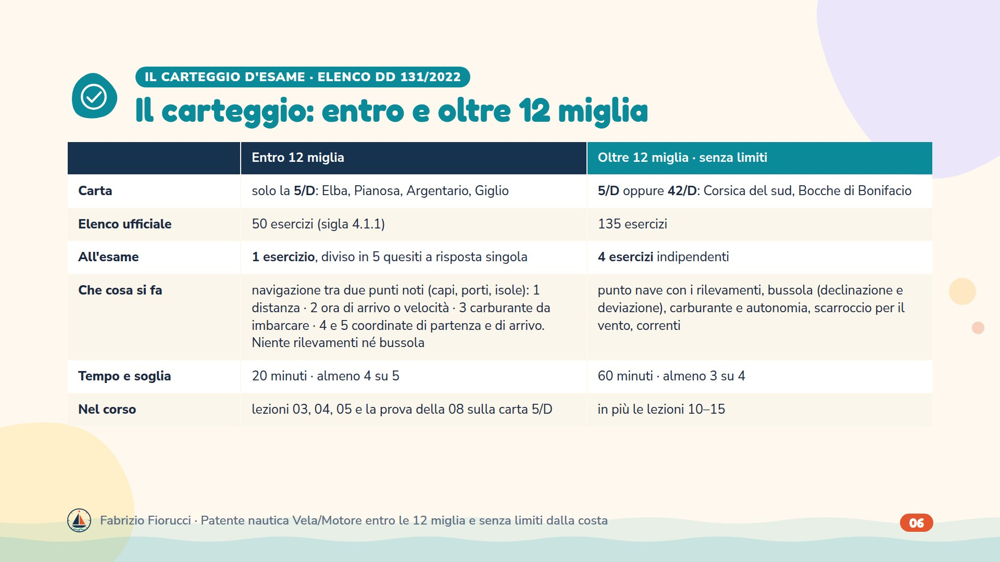 IL CARTEGGIO D'ESAME · ELENCO DD 131/2022
Il carteggio: entro e oltre 12 miglia
Entro 12 miglia
Oltre 12 miglia · senza limiti
Carta
solo la 5/D: Elba, Pianosa, Argentario, Giglio
5/D oppure 42/D: Corsica del sud, Bocche di Bonifacio
Elenco ufficiale
50 esercizi (sigla 4.1.1)
135 esercizi
All'esame
1 esercizio, diviso in 5 quesiti a risposta singola
4 esercizi indipendenti
Che cosa si fa
navigazione tra due punti noti (capi, porti, isole): 1
distanza · 2 ora di arrivo o velocità · 3 carburante da
imbarcare · 4 e 5 coordinate di partenza e di arrivo.
Niente rilevamenti né bussola
punto nave con i rilevamenti, bussola (declinazione e
deviazione), carburante e autonomia, scarroccio per il
vento, correnti
Tempo e soglia
20 minuti · almeno 4 su 5
60 minuti · almeno 3 su 4
Nel corso
lezioni 03, 04, 05 e la prova della 08 sulla carta 5/D
in più le lezioni 10–15
Fabrizio Fiorucci · Patente nautica Vela/Motore entro le 12 miglia e senza limiti dalla costa
06